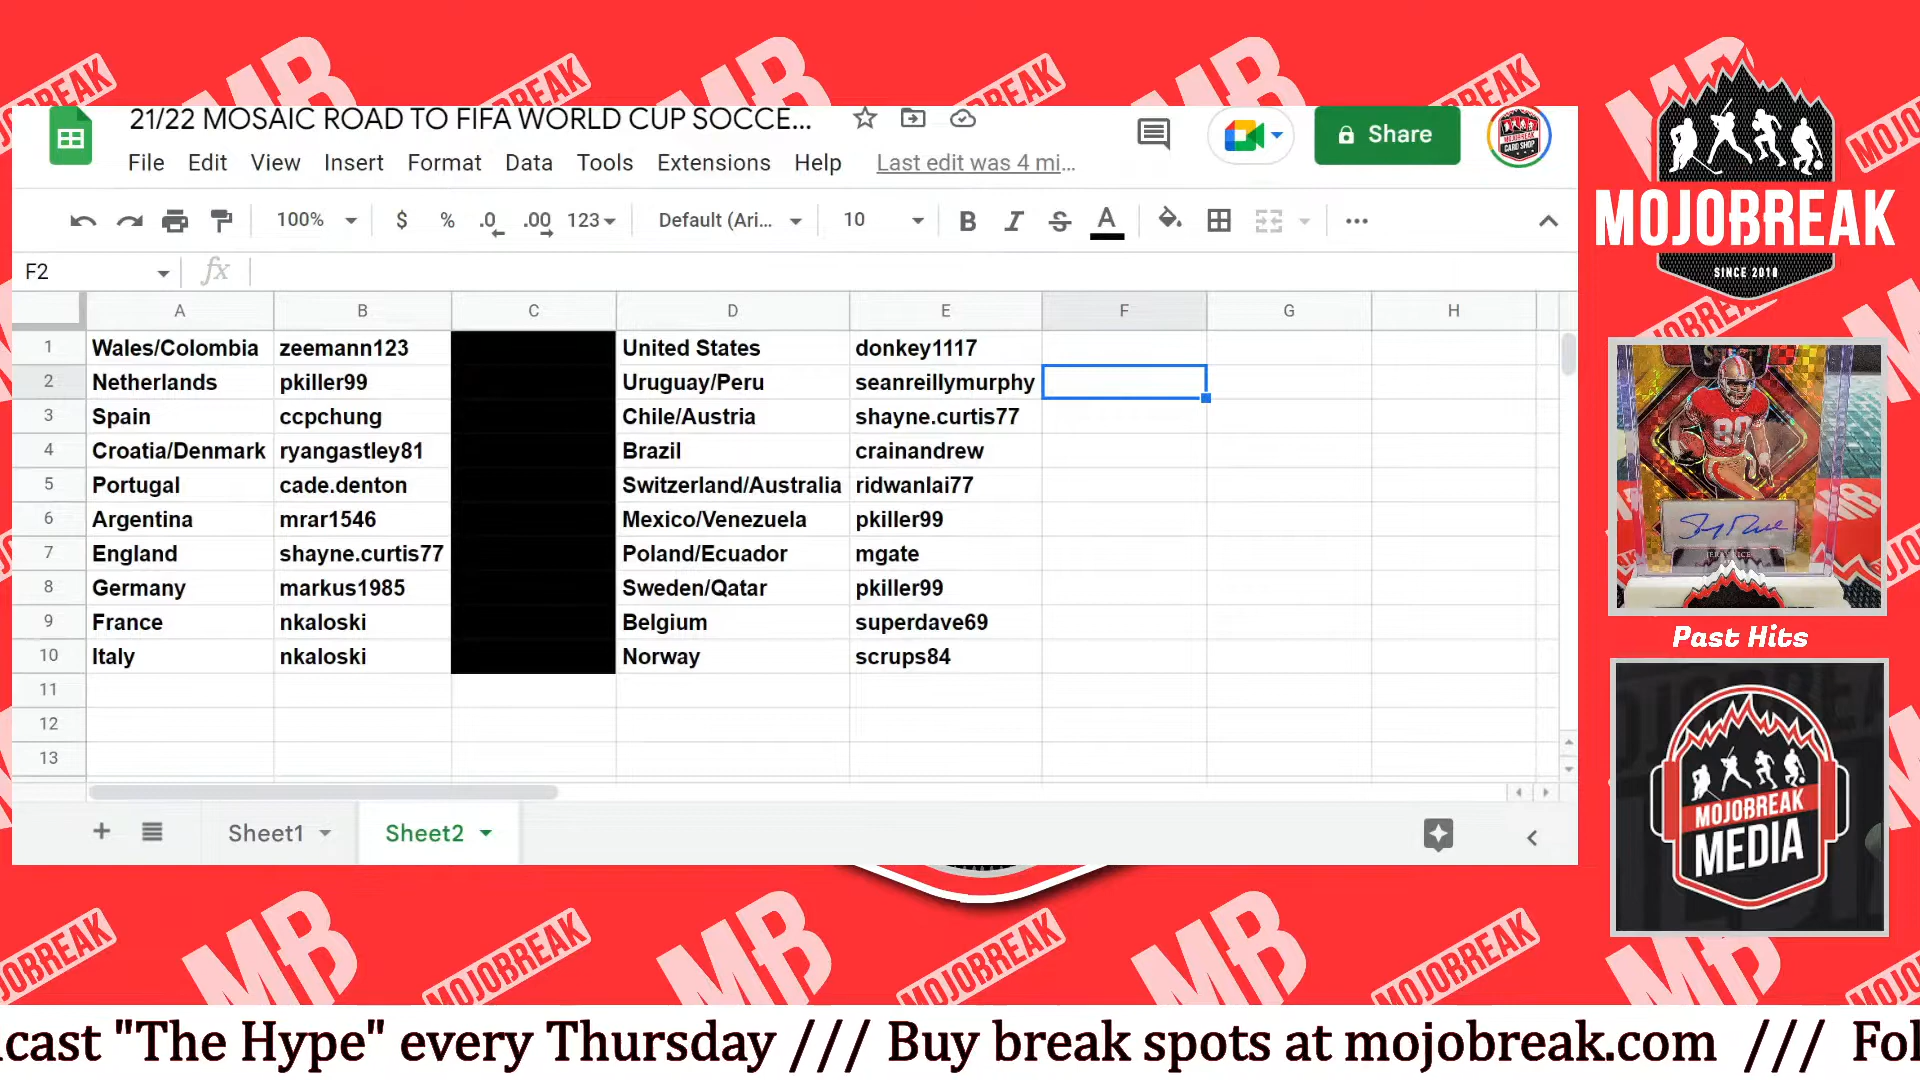 21/22 MOSAIC ROAD TO FIFA WORLD CUP SOCCE...
File Edit View Insert Format Data Tools Extensions Help Last edit was 4 mi...
Share
100% $ % .0 .00 123 Default (Ari... 10 B I S A
F2 fx
A B C D E F G H
1 Wales/Colombia zeemann123 United States donkey1117
2 Netherlands pkiller99 Uruguay/Peru seanreillymurphy
3 Spain ccpchung Chile/Austria shayne.curtis77
4 Croatia/Denmark ryangastley81 Brazil crainandrew
5 Portugal cade.denton Switzerland/Australia ridwanlai77
6 Argentina mrar1546 Mexico/Venezuela pkiller99
7 England shayne.curtis77 Poland/Ecuador mgate
8 Germany markus1985 Sweden/Qatar pkiller99
9 France nkaloski Belgium superdave69
10 Italy nkaloski Norway scrups84
11
12
13
Sheet1 Sheet2
MOJOBREAK
SINCE 2010
Past Hits
MOJOBREAK
MEDIA
MB MOJOBREAK
cast "The Hype" every Thursday /// Buy break spots at mojobreak.com /// Fol